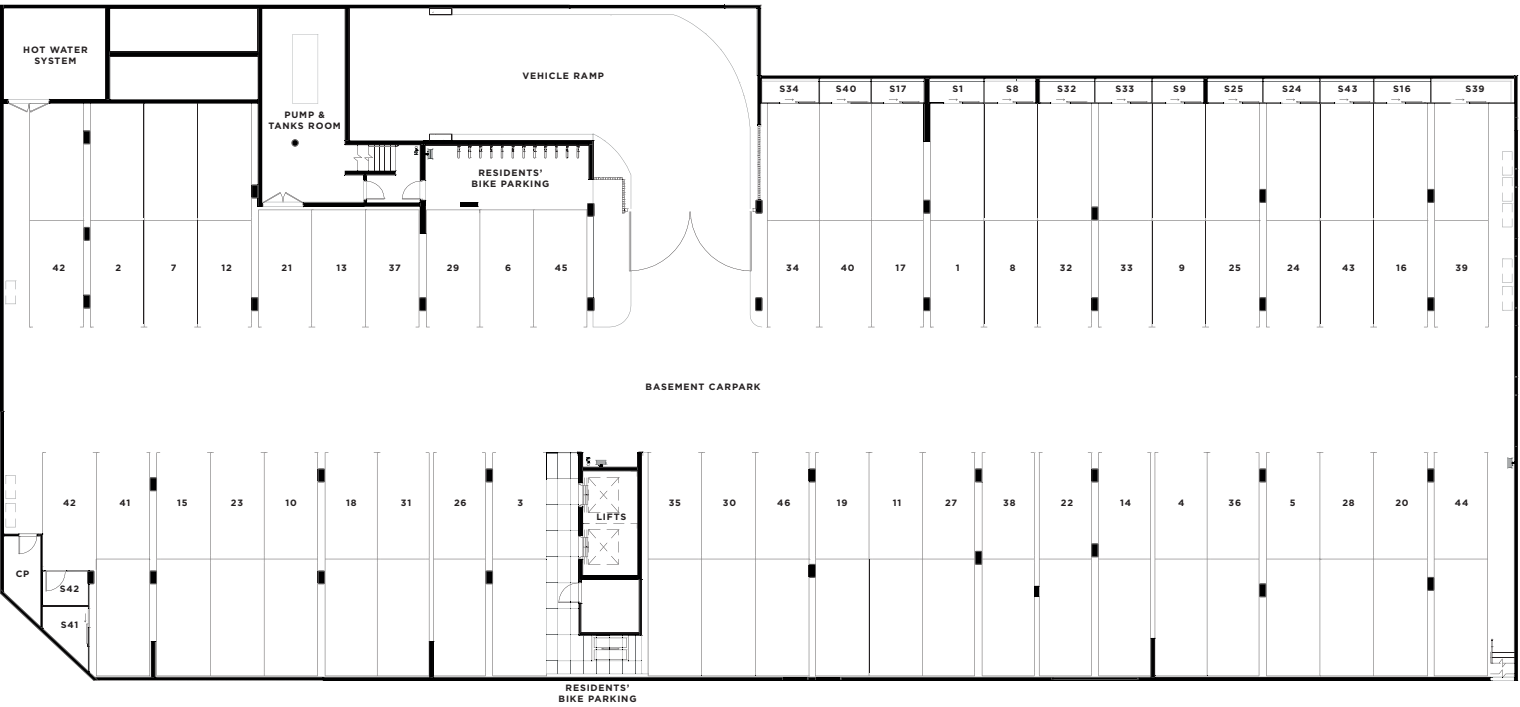 HOT WATER
SYSTEM
VEHICLE RAMP
PUMP &
TANKS ROOM
S34 S40 S17 S1 S8 S32 S33 S9 S25 S24 S43 S16 S39
RESIDENTS'
BIKE PARKING
42 2 7 12 21 13 37 29 6 45 34 40 17 1 8 32 33 9 25 24 43 16 39
BASEMENT CARPARK
42 41 15 23 10 18 31 26 3 35 30 46 19 11 27 38 22 14 4 36 5 28 20 44
LIFTS
CP
S42
S41
RESIDENTS'
BIKE PARKING